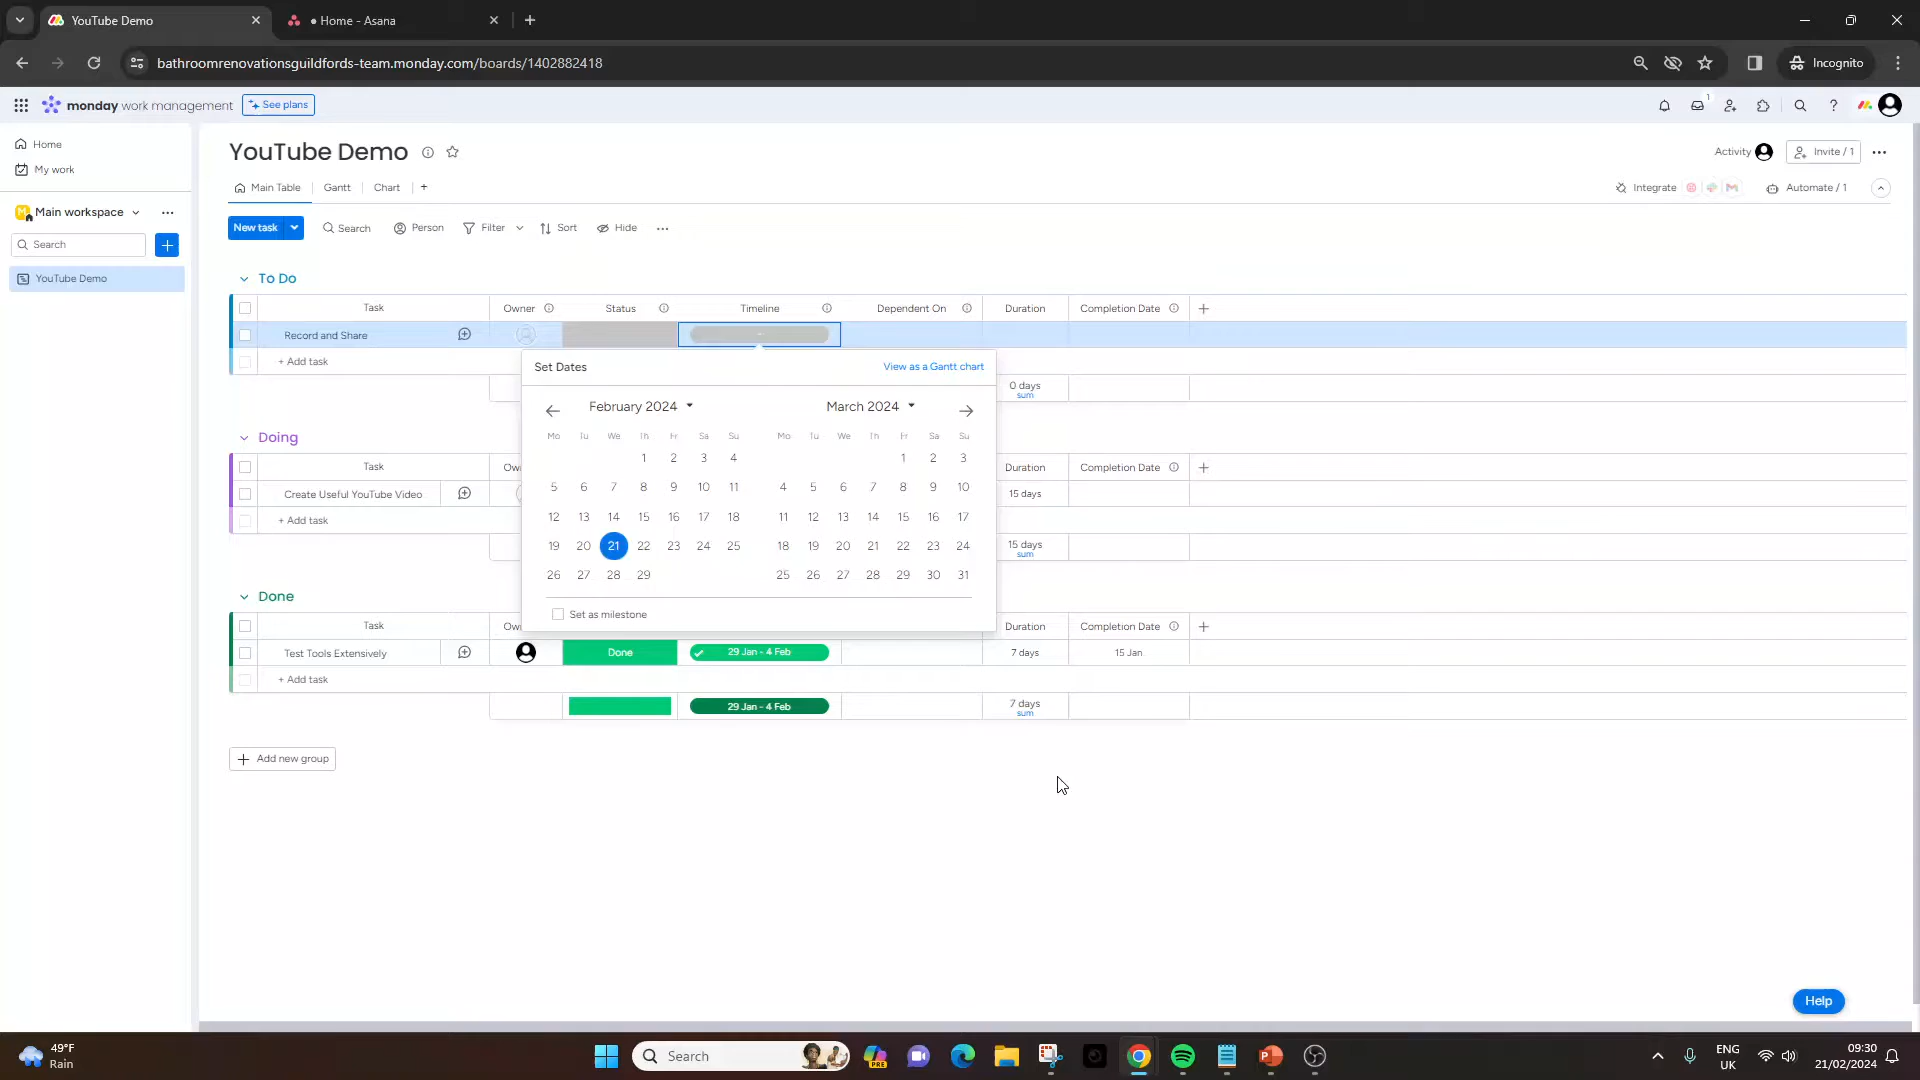 YouTube Demo
● Home - Asana
bathroomrenovationsguildfords-team.monday.com/boards/1402882418
Incognito
monday work management
See plans
1
Home
My work
Main workspace
Search
YouTube Demo
YouTube Demo
Activity
Invite / 1
Main Table
Gantt
Chart
+
Integrate
Automate / 1
New task
Search
Person
Filter
Sort
Hide
To Do
Task Owner Status Timeline Dependent On Duration Completion Date
Record and Share
-
+ Add task
0 days
sum
Set Dates
View as a Gantt chart
February 2024
March 2024
Mo Tu We Th Fr Sa Su Mo Tu We Th Fr Sa Su
1 2 3 4 1 2 3
5 6 7 8 9 10 11 4 5 6 7 8 9 10
12 13 14 15 16 17 18 11 12 13 14 15 16 17
19 20 21 22 23 24 25 18 19 20 21 22 23 24
26 27 28 29 25 26 27 28 29 30 31
Set as milestone
Doing
Task Ow Duration Completion Date
Create Useful YouTube Video 15 days
+ Add task
15 days
sum
Done
Task Ow Duration Completion Date
Test Tools Extensively Done 29 Jan - 4 Feb 7 days 15 Jan
+ Add task
29 Jan - 4 Feb 7 days
sum
Add new group
Help
49°F
Rain
Search
PRE
ENG
UK
09:30
21/02/2024